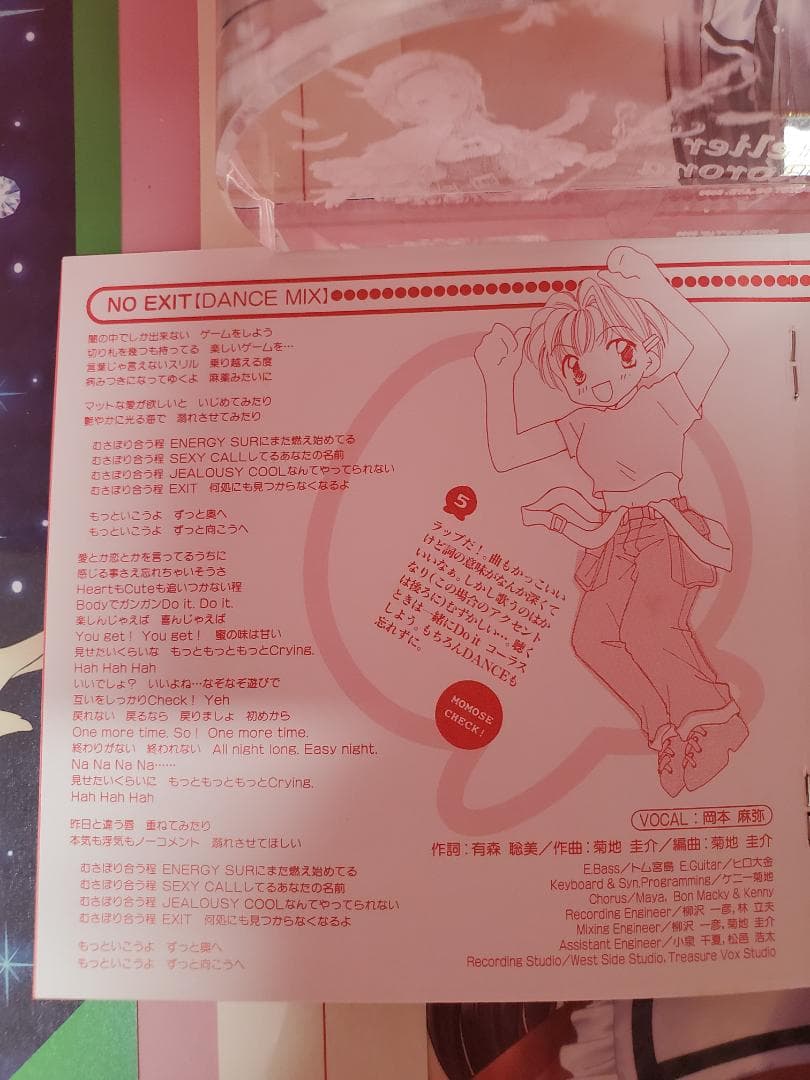 NO EXIT【DANCE MIX】
闇の中でしか出来ない　ゲームをしよう
切り札を幾つも持ってる　楽しいゲームを…
言葉じゃ言えないスリル　乗り越える度
病みつきになってゆくよ　麻薬みたいに
マットな愛が欲しいと　いじめてみたり
艶やかに光る海で　溺れさせてみたり
むさぼり合う程 ENERGY SURにまた燃え始めてる
むさぼり合う程 SEXY CALLしてるあなたの名前
むさぼり合う程 JEALOUSY COOLなんてやってられない
むさぼり合う程 EXIT　何処にも見つからなくなるよ
もっといこうよ　ずっと奥へ
もっといこうよ　ずっと向こうへ
愛とか恋とかを言ってるうちに
感じる事さえ忘れちゃいそうさ
HeartもCuteも追いつかない程
BodyでガンガンDo it. Do it.
楽しんじゃえば　喜んじゃえば
You get！ You get！　蜜の味は甘い
見せたいくらいな　もっともっともっとCrying.
Hah Hah Hah
いいでしょ？　いいよね…なぞなぞ遊びで
互いをしっかりCheck！ Yeh
戻れない　戻るなら　戻りましょ　初めから
One more time. So！ One more time.
終わりがない　終われない　All night long. Easy night.
Na Na Na Na……
見せたいくらいに　もっともっともっとCrying.
Hah Hah Hah
昨日と違う唇　重ねてみたり
本気も浮気もノーコメント　溺れさせてほしい
むさぼり合う程 ENERGY SURにまた燃え始めてる
むさぼり合う程 SEXY CALLしてるあなたの名前
むさぼり合う程 JEALOUSY COOLなんてやってられない
むさぼり合う程 EXIT　何処にも見つからなくなるよ
もっといこうよ　ずっと奥へ
もっといこうよ　ずっと向こうへ
5
ラップだ！。曲もかっこいい
けど詞の意味がなんか深くて
いいなぁ。しかし歌うのはか
なり(この場合のアクセント
は後ろに)むずかしい…。聴く
ときは一緒にDo it コーラス
しよう。もちろんDANCEも
忘れずに。
MOMOSE
CHECK!
VOCAL：岡本 麻弥
作詞：有森 聡美／作曲：菊地 圭介／編曲：菊地 圭介
E.Bass／トム宮島 E.Guitar／ヒロ大金
Keyboard & Syn.Programming／ケニー菊地
Chorus／Maya, Bon Macky & Kenny
Recording Engineer／柳沢 一彦, 林 立夫
Mixing Engineer／柳沢 一彦, 菊地 圭介
Assistant Engineer／小泉 千夏, 松邑 浩太
Recording Studio／West Side Studio, Treasure Vox Studio